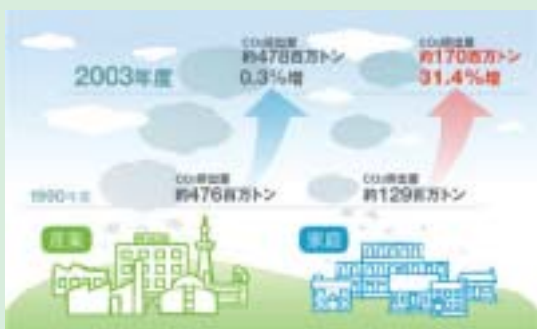 CO2排出量
約478百万トン
0.3%増
CO2排出量
約170百万トン
31.4%増
2003年度
CO2排出量
約476百万トン
CO2排出量
約129百万トン
1990年度
産業
家庭